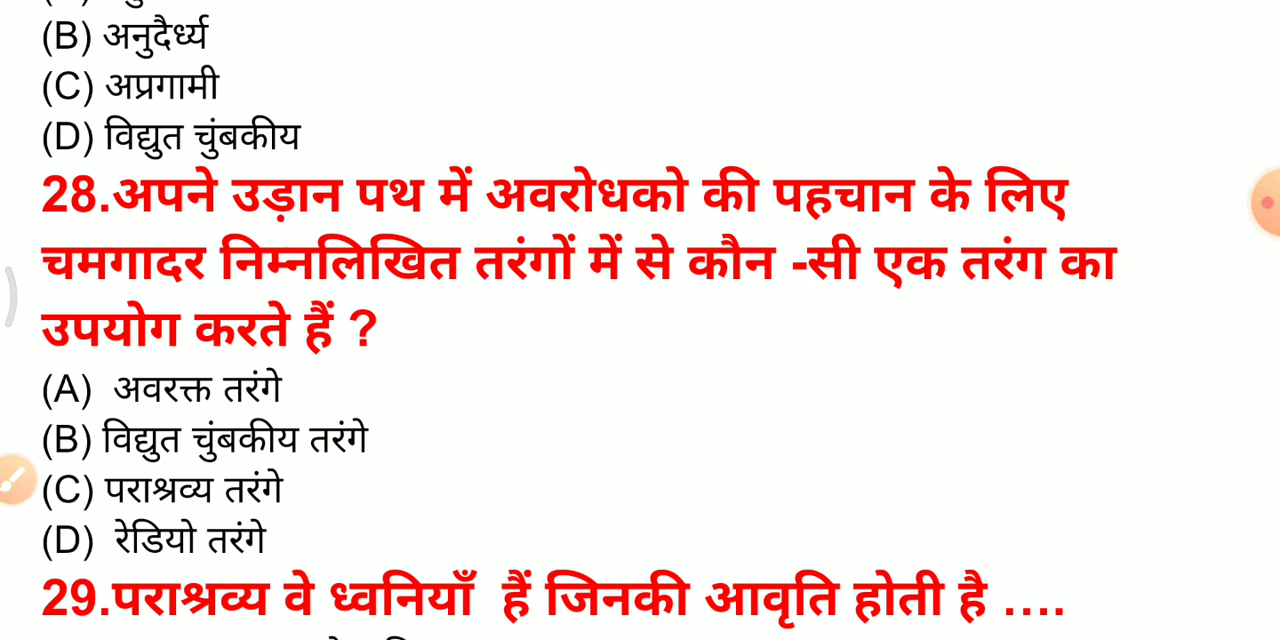 (B) अनुदैर्ध्य
(C) अप्रगामी
(D) विद्युत चुंबकीय
28.अपने उड़ान पथ में अवरोधको की पहचान के लिए
चमगादर निम्नलिखित तरंगों में से कौन -सी एक तरंग का
उपयोग करते हैं ?
(A) अवरक्त तरंगे
(B) विद्युत चुंबकीय तरंगे
(C) पराश्रव्य तरंगे
(D) रेडियो तरंगे
29.पराश्रव्य वे ध्वनियाँ हैं जिनकी आवृति होती है ....